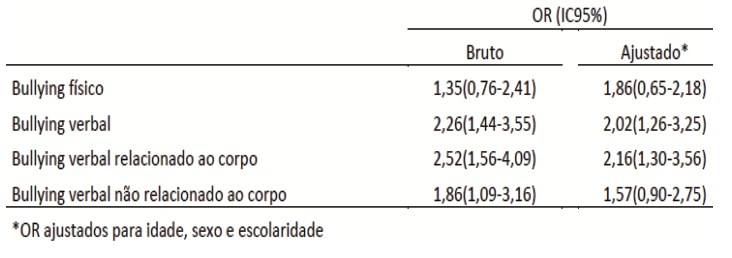 OR (IC95%)
Bruto Ajustado*
Bullying físico 1,35(0,76-2,41) 1,86(0,65-2,18)
Bullying verbal 2,26(1,44-3,55) 2,02(1,26-3,25)
Bullying verbal relacionado ao corpo 2,52(1,56-4,09) 2,16(1,30-3,56)
Bullying verbal não relacionado ao corpo 1,86(1,09-3,16) 1,57(0,90-2,75)
*OR ajustados para idade, sexo e escolaridade